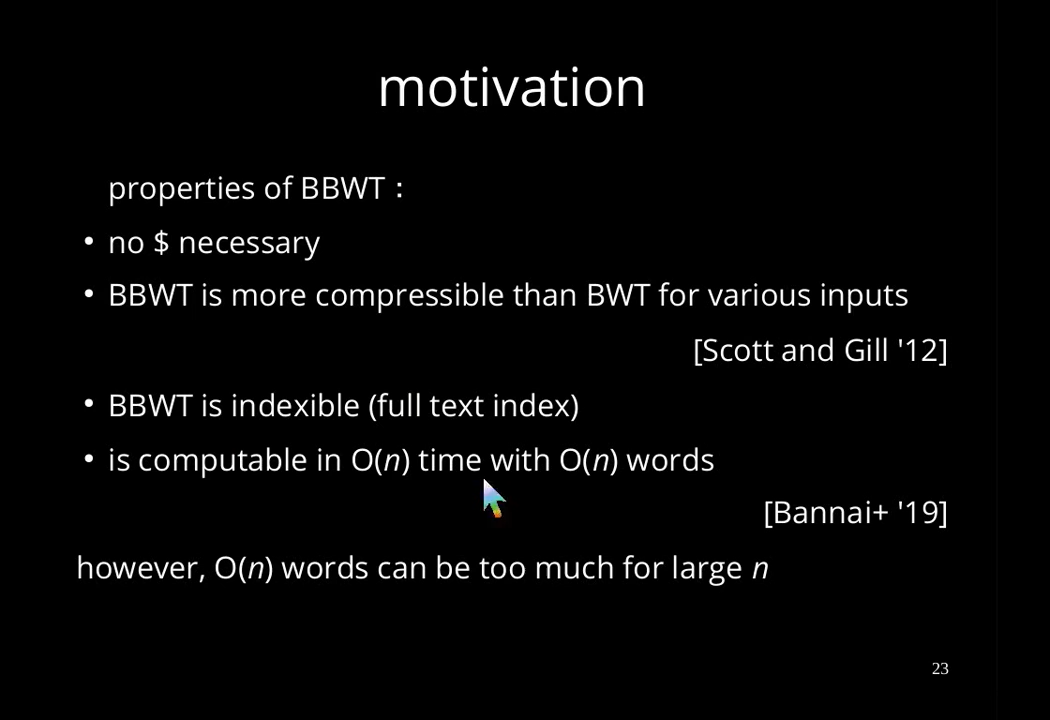 motivation
properties of BBWT :
• no $ necessary
• BBWT is more compressible than BWT for various inputs
[Scott and Gill '12]
• BBWT is indexible (full text index)
• is computable in O(n) time with O(n) words
[Bannai+ '19]
however, O(n) words can be too much for large n
23